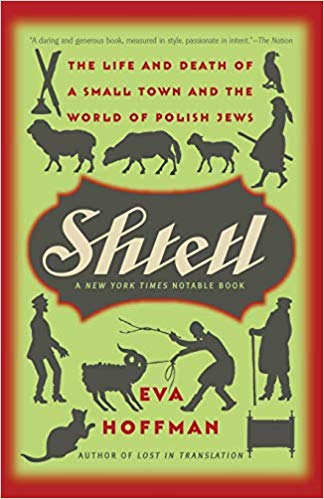 "A daring and generous book, measured in style, passionate in intent."—The Nation
THE LIFE AND DEATH OF
A SMALL TOWN AND THE
WORLD OF POLISH JEWS
Shtetl
A NEW YORK TIMES NOTABLE BOOK
EVA
HOFFMAN
AUTHOR OF LOST IN TRANSLATION